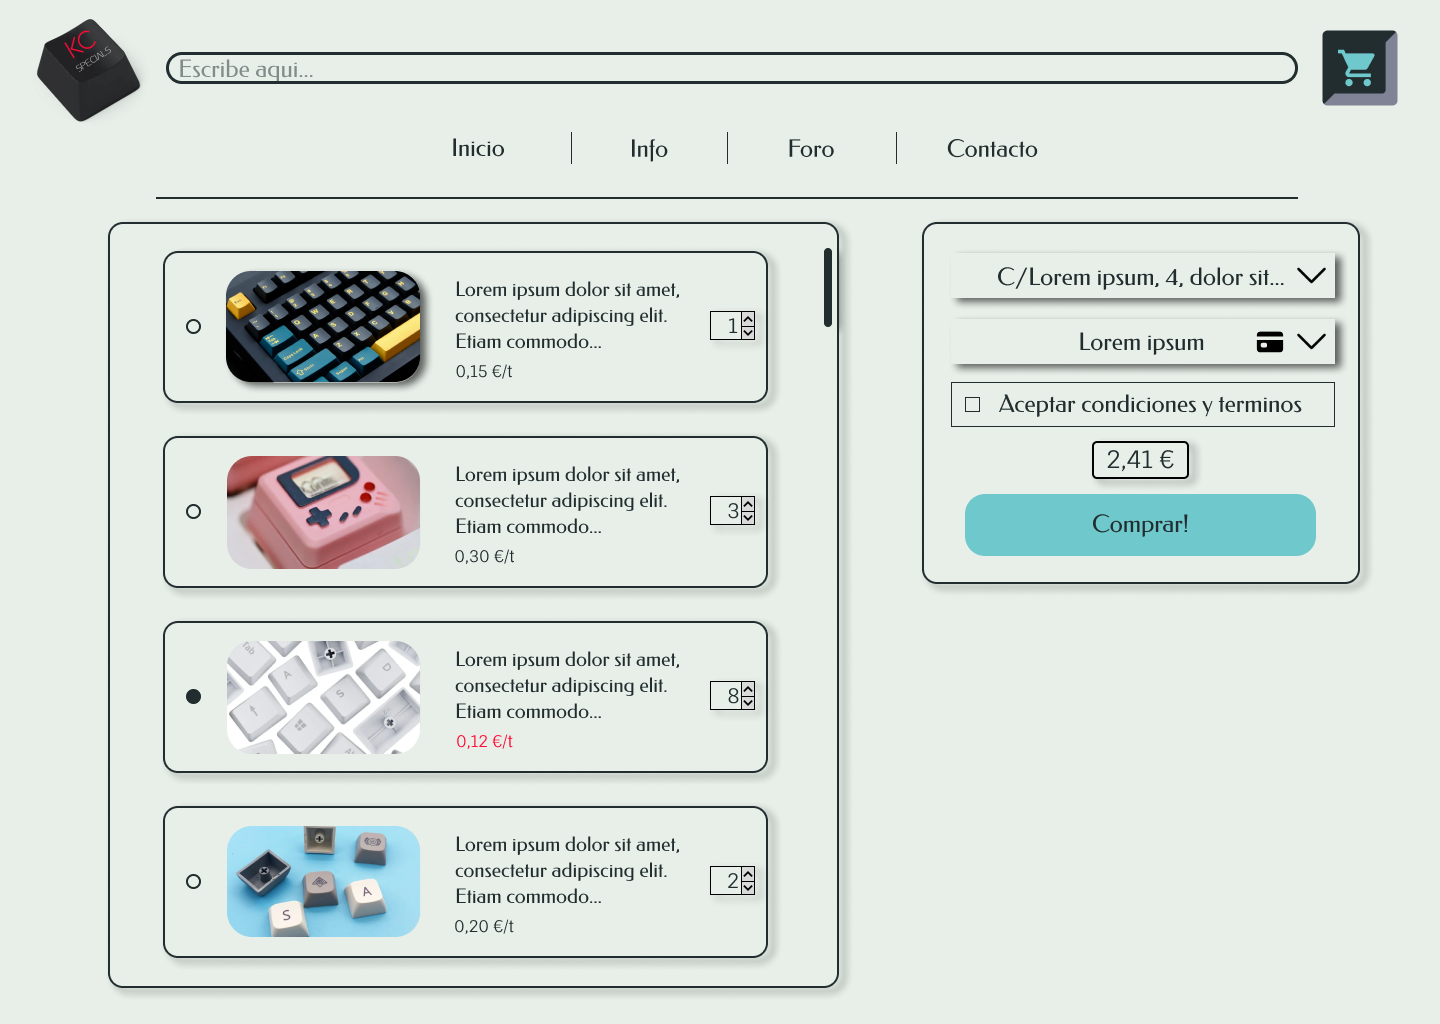 KC
SPECIALS
Escribe aqui...
Inicio
Info
Foro
Contacto
Lorem ipsum dolor sit amet,
consectetur adipiscing elit.
Etiam commodo...
0,15 €/t
1
Lorem ipsum dolor sit amet,
consectetur adipiscing elit.
Etiam commodo...
0,30 €/t
3
Tab
A
S
D
Lorem ipsum dolor sit amet,
consectetur adipiscing elit.
Etiam commodo...
0,12 €/t
8
A
S
Lorem ipsum dolor sit amet,
consectetur adipiscing elit.
Etiam commodo...
0,20 €/t
2
C/Lorem ipsum, 4, dolor sit...
Lorem ipsum
Aceptar condiciones y terminos
2,41 €
Comprar!